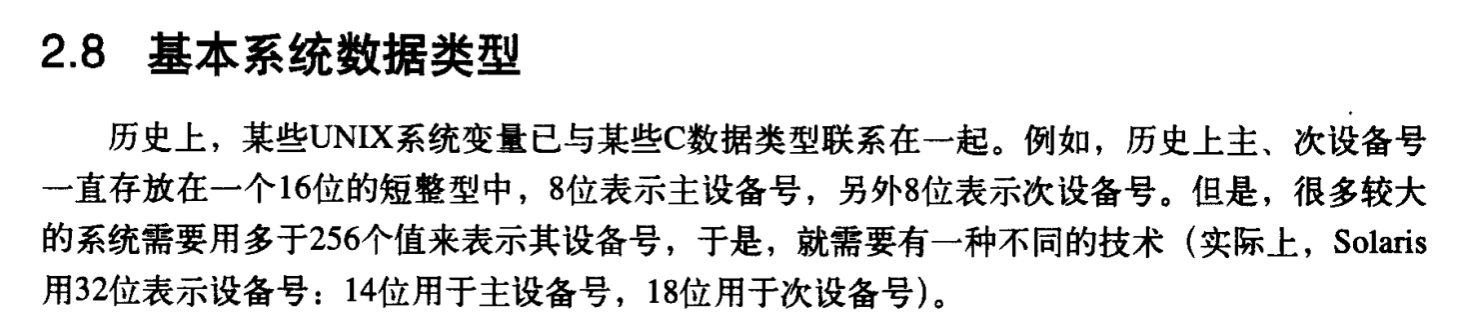 2.8 基本系统数据类型
历史上，某些UNIX系统变量已与某些C数据类型联系在一起。例如，历史上主、次设备号
一直存放在一个16位的短整型中，8位表示主设备号，另外8位表示次设备号。但是，很多较大
的系统需要用多于256个值来表示其设备号，于是，就需要有一种不同的技术（实际上，Solaris
用32位表示设备号：14位用于主设备号，18位用于次设备号）。